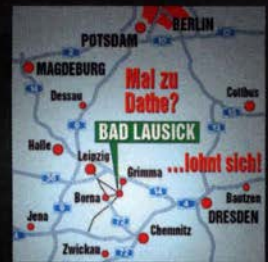 BERLIN
POTSDAM
MAGDEBURG
Mal zu
Dathe?
Dessau
Cottbus
BAD LAUSICK
Halle
Leipzig
Grimma
...lohnt sich!
Borna
Bautzen
DRESDEN
Jena
Chemnitz
Zwickau